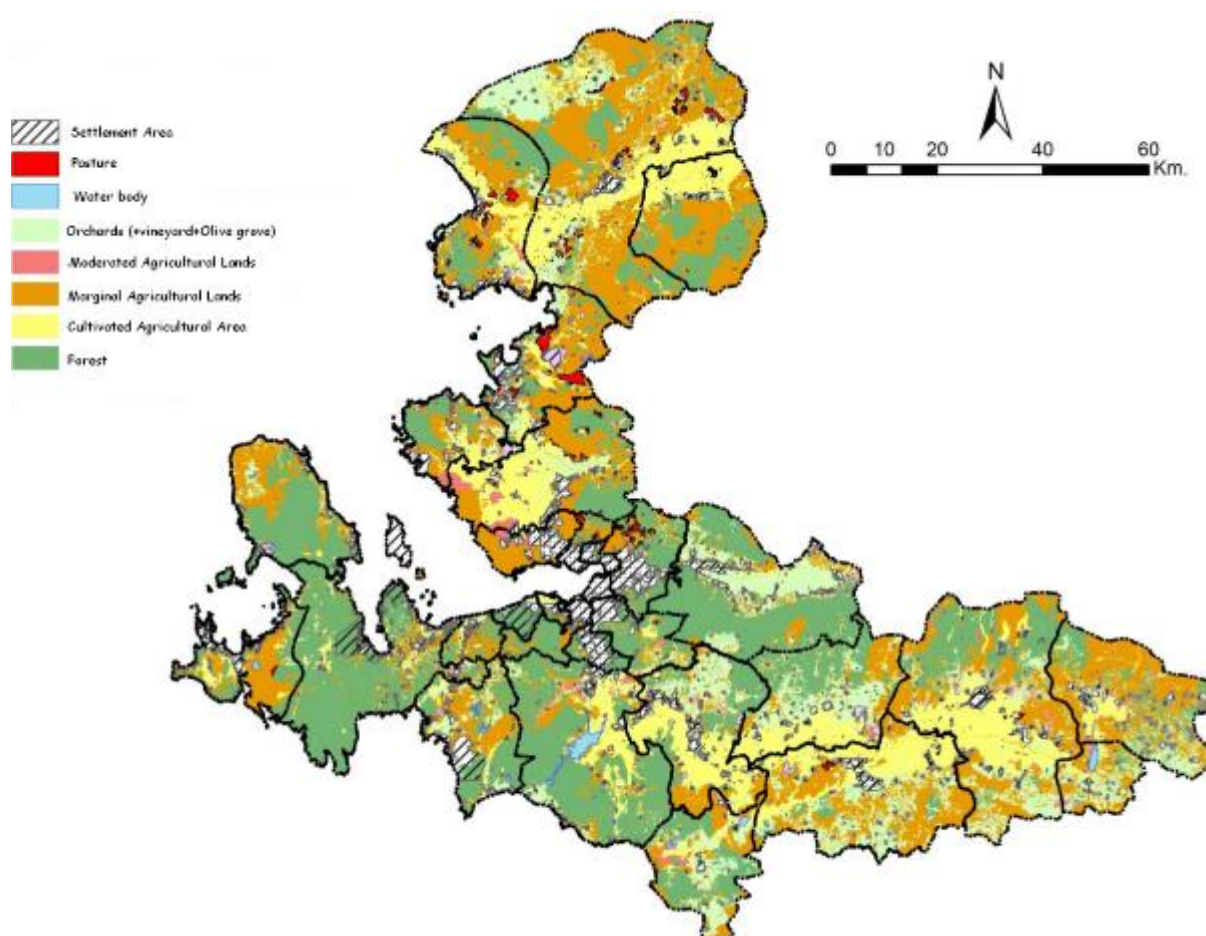 N
0 10 20 40 60
Km.
Settlement Area
Pasture
Water body
Orchards (+vineyard+Olive grove)
Moderated Agricultural Lands
Marginal Agricultural Lands
Cultivated Agricultural Area
Forest